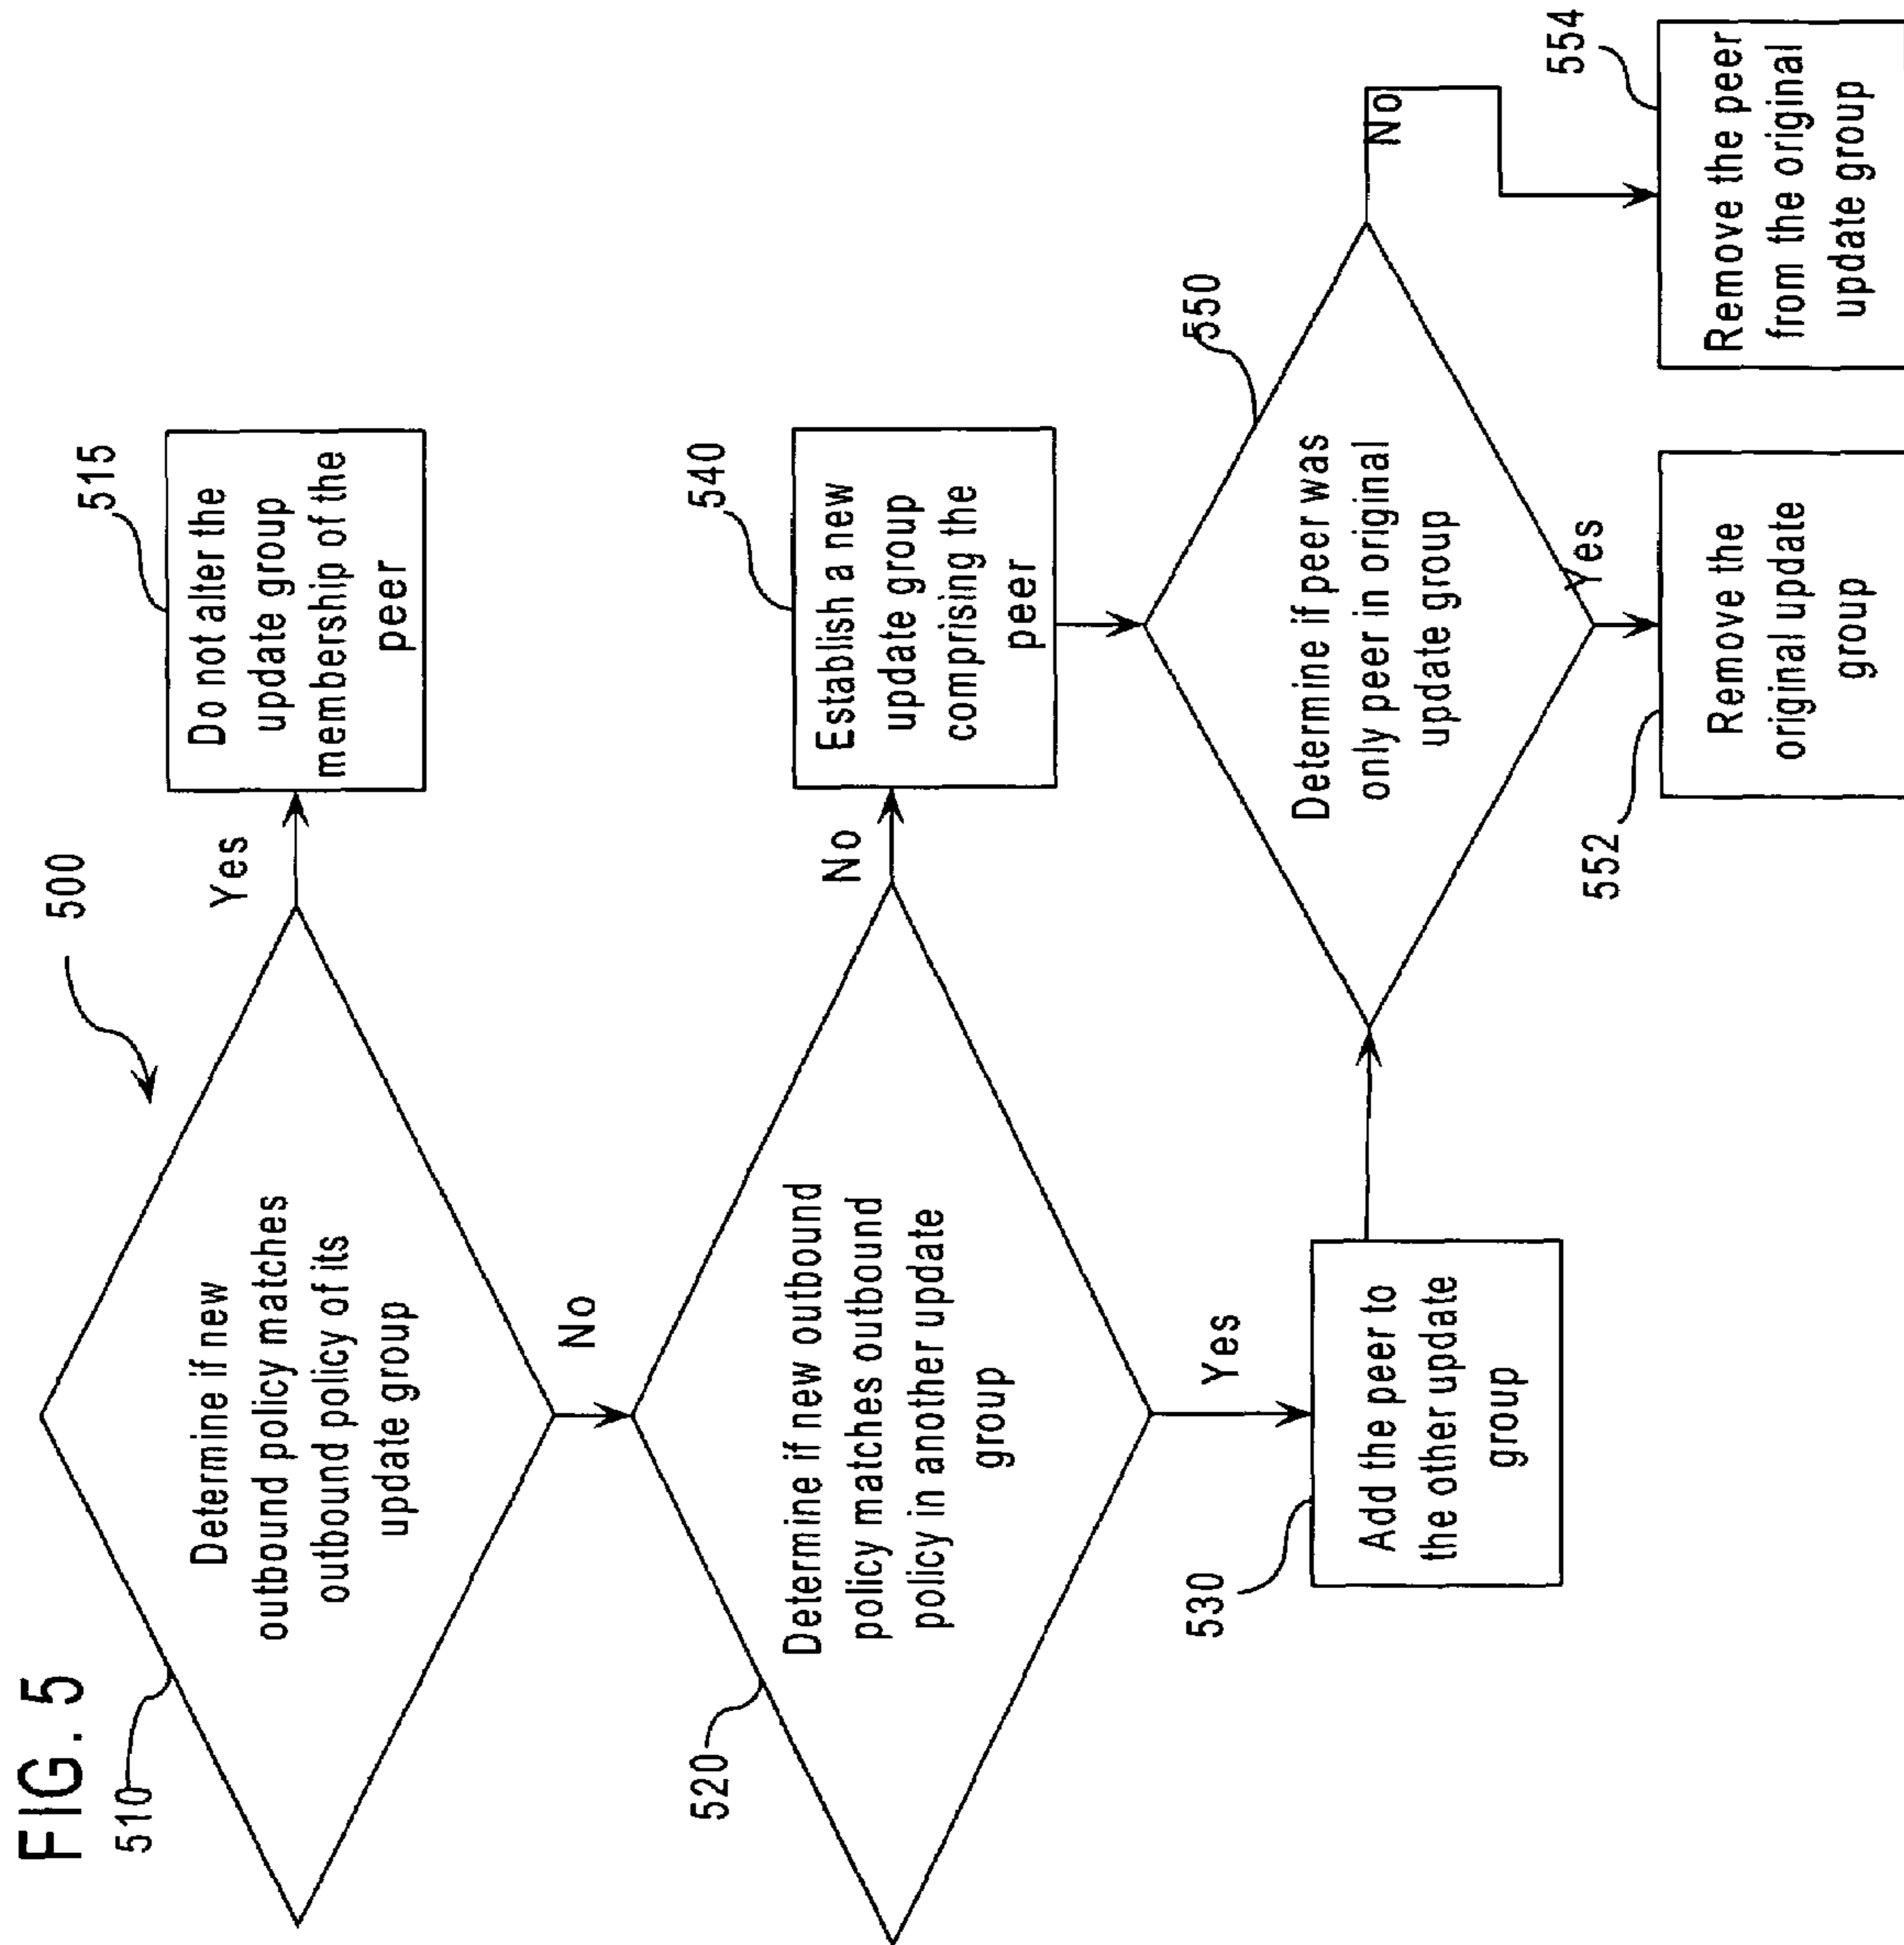 FIG. 5
500
510
Determine if new
outbound policy matches
outbound policy of its
update group
Yes
515
Do not alter the
update group
membership of the
peer
No
520
Determine if new outbound
policy matches outbound
policy in another update
group
No
540
Establish a new
update group
comprising the
peer
Yes
530
Add the peer to
the other update
group
550
Determine if peer was
only peer in original
update group
No
Yes
552
Remove the
original update
group
554
Remove the peer
from the original
update group